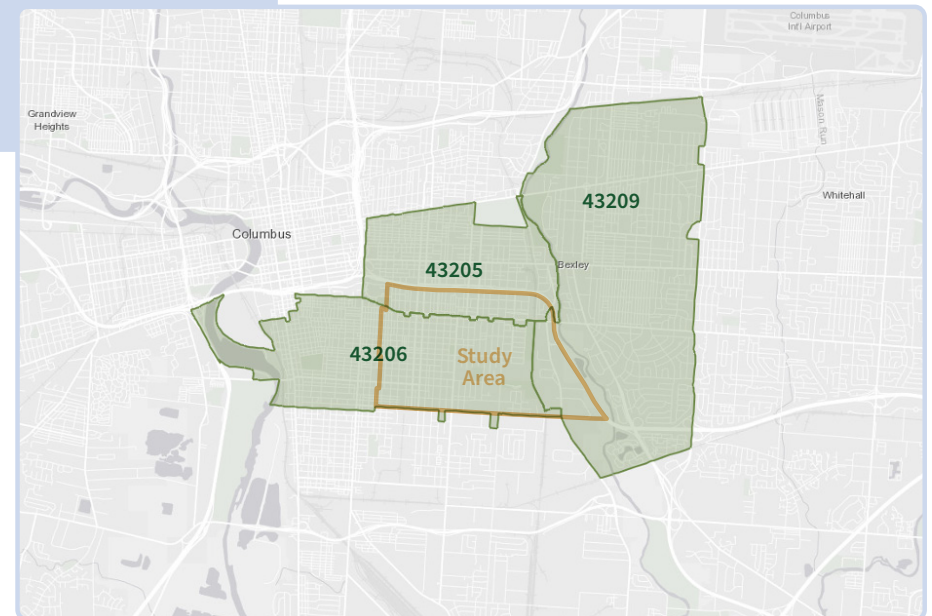 Columbus
Int'l Airport
Grandview
Heights
Mason Run
43209
Whitehall
Columbus
43205
Bexley
43206
Study
Area